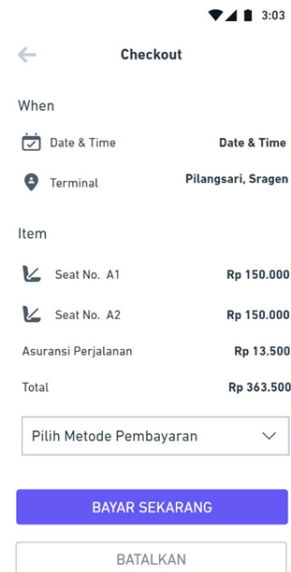 3:03
Checkout
When
Date & Time Date & Time
Terminal Pilangsari, Sragen
Item
Seat No. A1 Rp 150.000
Seat No. A2 Rp 150.000
Asuransi Perjalanan Rp 13.500
Total Rp 363.500
Pilih Metode Pembayaran
BAYAR SEKARANG
BATALKAN